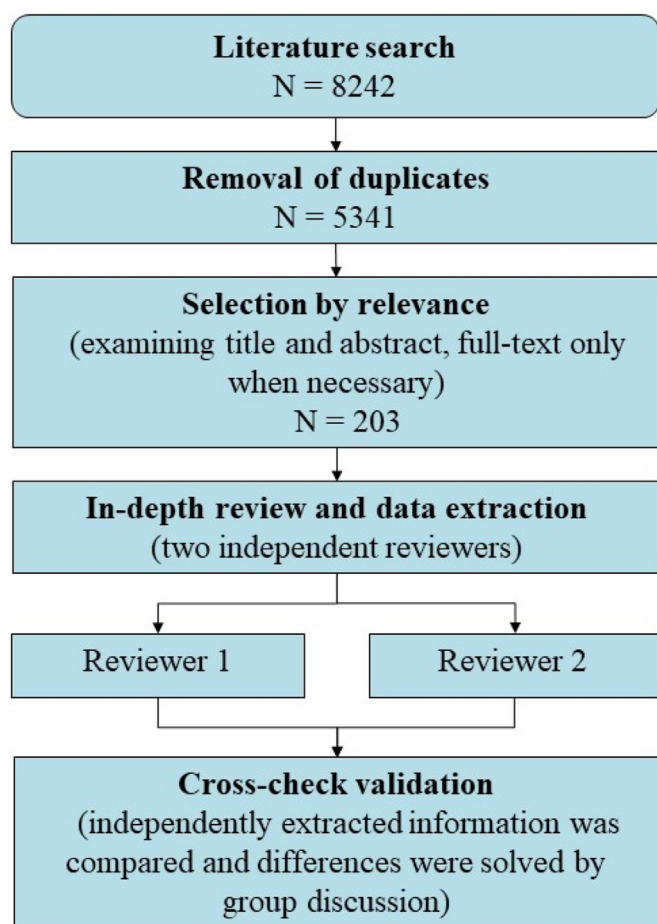 Literature search
N = 8242
Removal of duplicates
N = 5341
Selection by relevance
(examining title and abstract, full-text only
when necessary)
N = 203
In-depth review and data extraction
(two independent reviewers)
Reviewer 1
Reviewer 2
Cross-check validation
(independently extracted information was
compared and differences were solved by
group discussion)